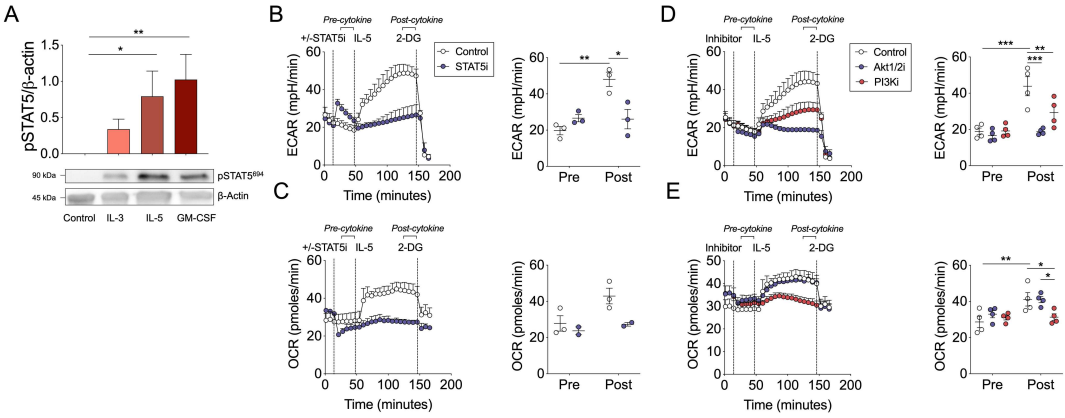 A
**
*
pSTAT5/β-actin
1.5
1.0
0.5
0.0
90 kDa
pSTAT5⁶⁹⁴
45 kDa
β-Actin
Control IL-3 IL-5 GM-CSF
B
Pre-cytokine Post-cytokine
+/-STAT5i IL-5 2-DG
Control
STAT5i
ECAR (mpH/min)
60
40
20
0
0 50 100 150 200
Time (minutes)
ECAR (mpH/min)
60
40
20
0
** *
Pre Post
C
Pre-cytokine Post-cytokine
+/-STAT5i IL-5 2-DG
OCR (pmoles/min)
60
40
20
0
0 50 100 150 200
Time (minutes)
OCR (pmoles/min)
60
40
20
0
Pre Post
D
Pre-cytokine Post-cytokine
Inhibitor IL-5 2-DG
Control
Akt1/2i
PI3Ki
ECAR (mpH/min)
60
40
20
0
0 50 100 150 200
Time (minutes)
ECAR (mpH/min)
60
40
20
0
*** **
***
Pre Post
E
Pre-cytokine Post-cytokine
Inhibitor IL-5 2-DG
OCR (pmoles/min)
50
40
30
20
10
0
0 50 100 150 200
Time (minutes)
OCR (pmoles/min)
60
40
20
0
** *
*
Pre Post